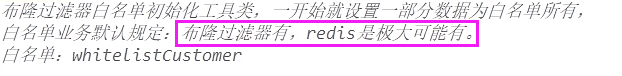 布隆过滤器白名单初始化工具类，一开始就设置一部分数据为白名单所有，
白名单业务默认规定：布隆过滤器有，redis是极大可能有。
白名单：whitelistCustomer